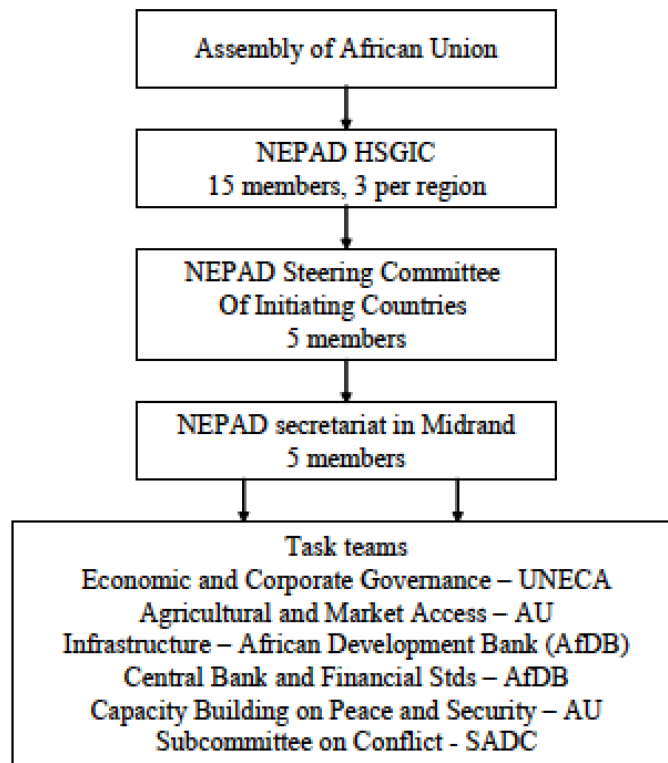 Assembly of African Union
NEPAD HSGIC
15 members, 3 per region
NEPAD Steering Committee
Of Initiating Countries
5 members
NEPAD secretariat in Midrand
5 members
Task teams
Economic and Corporate Governance – UNECA
Agricultural and Market Access – AU
Infrastructure – African Development Bank (AfDB)
Central Bank and Financial Stds – AfDB
Capacity Building on Peace and Security – AU
Subcommittee on Conflict - SADC